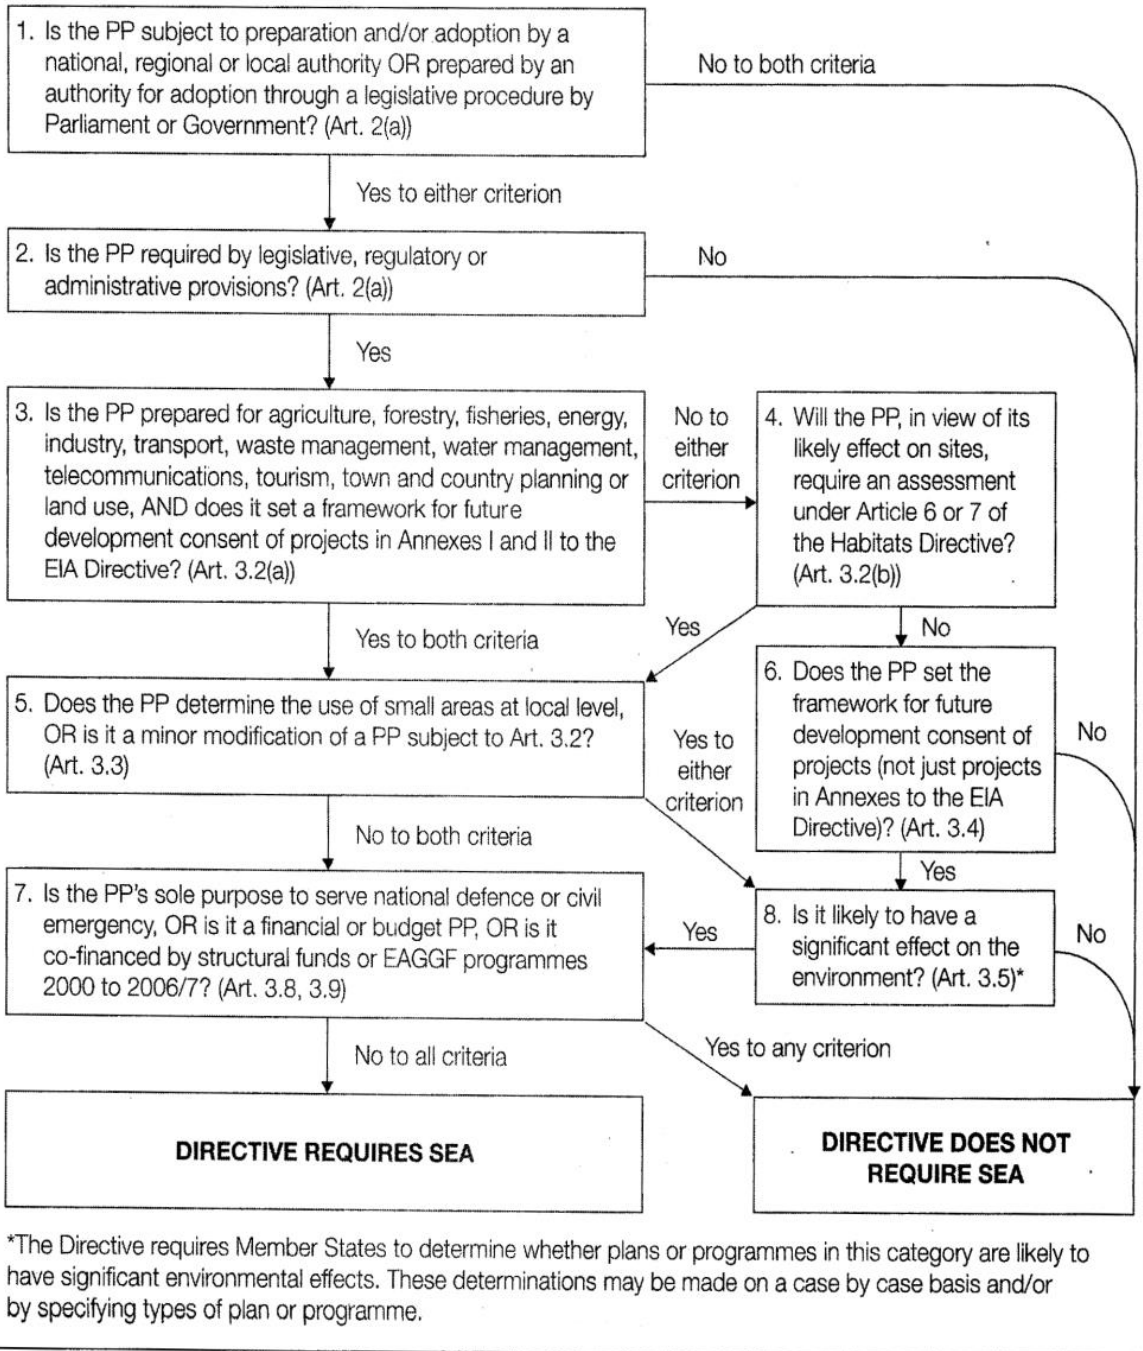 1. Is the PP subject to preparation and/or adoption by a
national, regional or local authority OR prepared by an
authority for adoption through a legislative procedure by
Parliament or Government? (Art. 2(a))
No to both criteria
Yes to either criterion
2. Is the PP required by legislative, regulatory or
administrative provisions? (Art. 2(a))
No
Yes
3. Is the PP prepared for agriculture, forestry, fisheries, energy,
industry, transport, waste management, water management,
telecommunications, tourism, town and country planning or
land use, AND does it set a framework for future
development consent of projects in Annexes I and II to the
EIA Directive? (Art. 3.2(a))
No to
either
criterion
4. Will the PP, in view of its
likely effect on sites,
require an assessment
under Article 6 or 7 of
the Habitats Directive?
(Art. 3.2(b))
Yes to both criteria
Yes
No
5. Does the PP determine the use of small areas at local level,
OR is it a minor modification of a PP subject to Art. 3.2?
(Art. 3.3)
Yes to
either
criterion
6. Does the PP set the
framework for future
development consent of
projects (not just projects
in Annexes to the EIA
Directive)? (Art. 3.4)
No
No to both criteria
Yes
7. Is the PP's sole purpose to serve national defence or civil
emergency, OR is it a financial or budget PP, OR is it
co-financed by structural funds or EAGGF programmes
2000 to 2006/7? (Art. 3.8, 3.9)
Yes
8. Is it likely to have a
significant effect on the
environment? (Art. 3.5)*
No
No to all criteria
Yes to any criterion
DIRECTIVE REQUIRES SEA
DIRECTIVE DOES NOT
REQUIRE SEA
*The Directive requires Member States to determine whether plans or programmes in this category are likely to
have significant environmental effects. These determinations may be made on a case by case basis and/or
by specifying types of plan or programme.